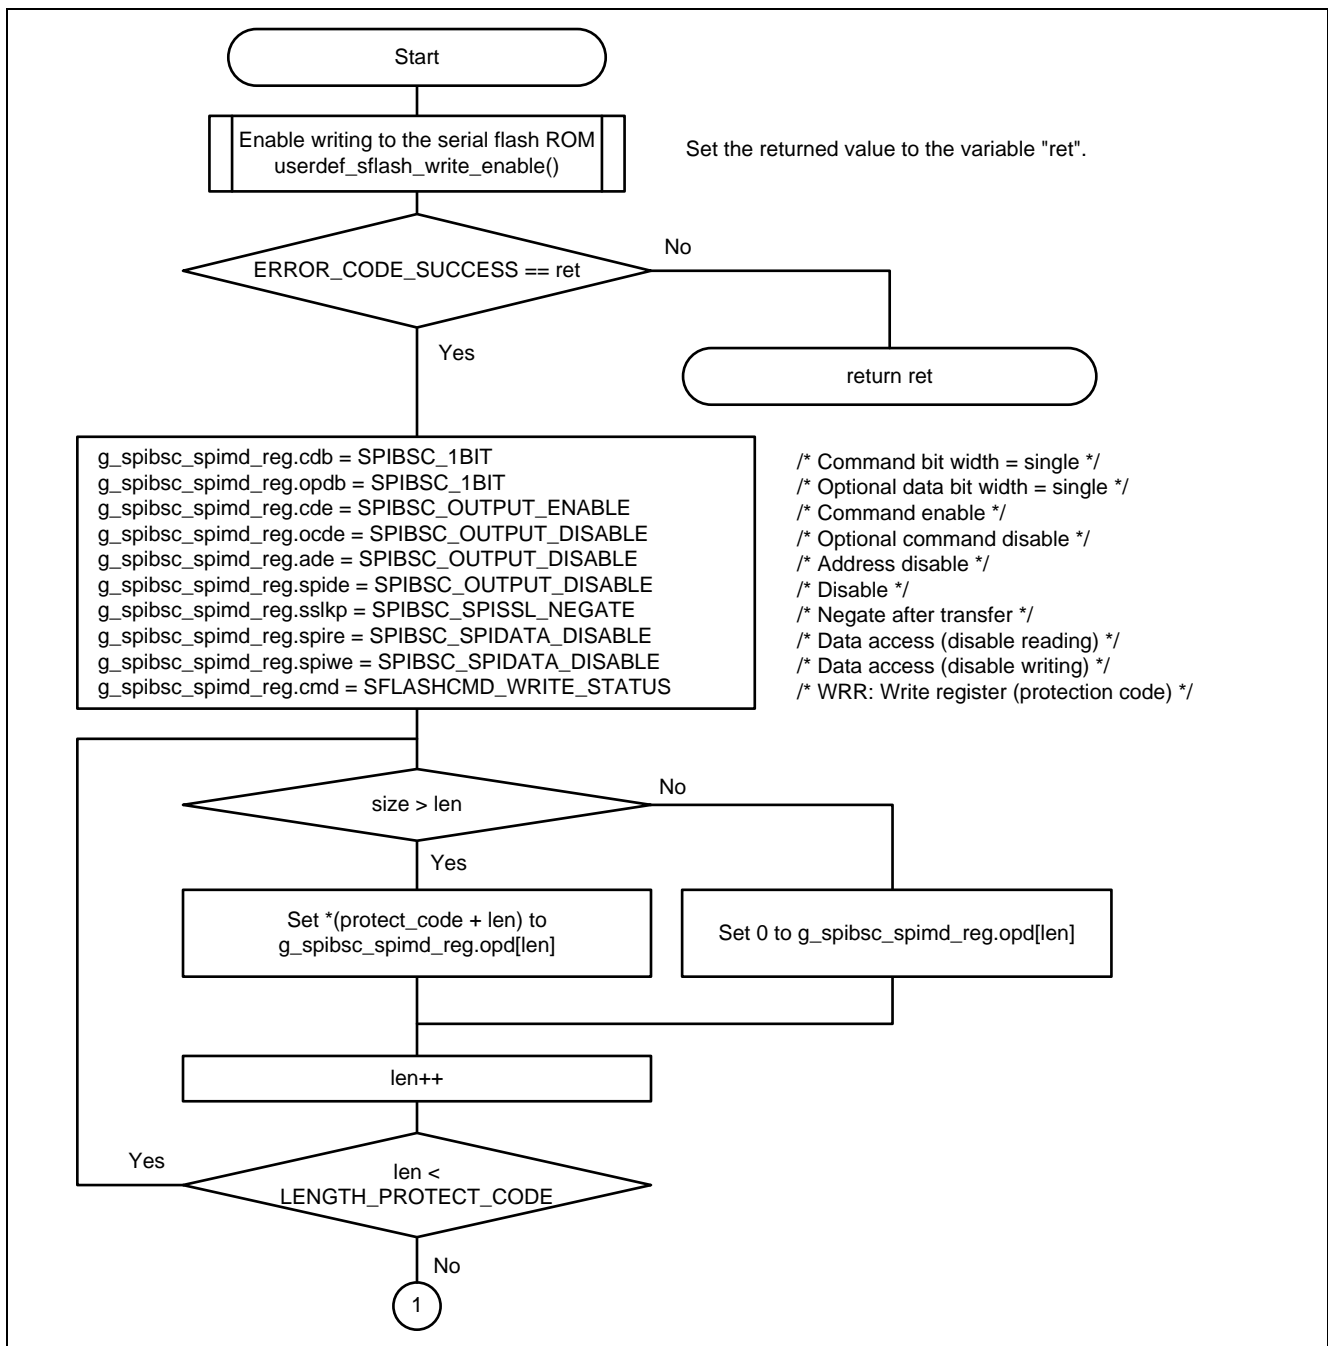 Start
Enable writing to the serial flash ROM
userdef_sflash_write_enable()
Set the returned value to the variable "ret".
ERROR_CODE_SUCCESS == ret
No
Yes
return ret
g_spibsc_spimd_reg.cdb = SPIBSC_1BIT
g_spibsc_spimd_reg.opdb = SPIBSC_1BIT
g_spibsc_spimd_reg.cde = SPIBSC_OUTPUT_ENABLE
g_spibsc_spimd_reg.ocde = SPIBSC_OUTPUT_DISABLE
g_spibsc_spimd_reg.ade = SPIBSC_OUTPUT_DISABLE
g_spibsc_spimd_reg.spide = SPIBSC_OUTPUT_DISABLE
g_spibsc_spimd_reg.sslkp = SPIBSC_SPISSL_NEGATE
g_spibsc_spimd_reg.spire = SPIBSC_SPIDATA_DISABLE
g_spibsc_spimd_reg.spiwe = SPIBSC_SPIDATA_DISABLE
g_spibsc_spimd_reg.cmd = SFLASHCMD_WRITE_STATUS
/* Command bit width = single */
/* Optional data bit width = single */
/* Command enable */
/* Optional command disable */
/* Address disable */
/* Disable */
/* Negate after transfer */
/* Data access (disable reading) */
/* Data access (disable writing) */
/* WRR: Write register (protection code) */
size > len
No
Yes
Set *(protect_code + len) to
g_spibsc_spimd_reg.opd[len]
Set 0 to g_spibsc_spimd_reg.opd[len]
len++
Yes
len <
LENGTH_PROTECT_CODE
No
1